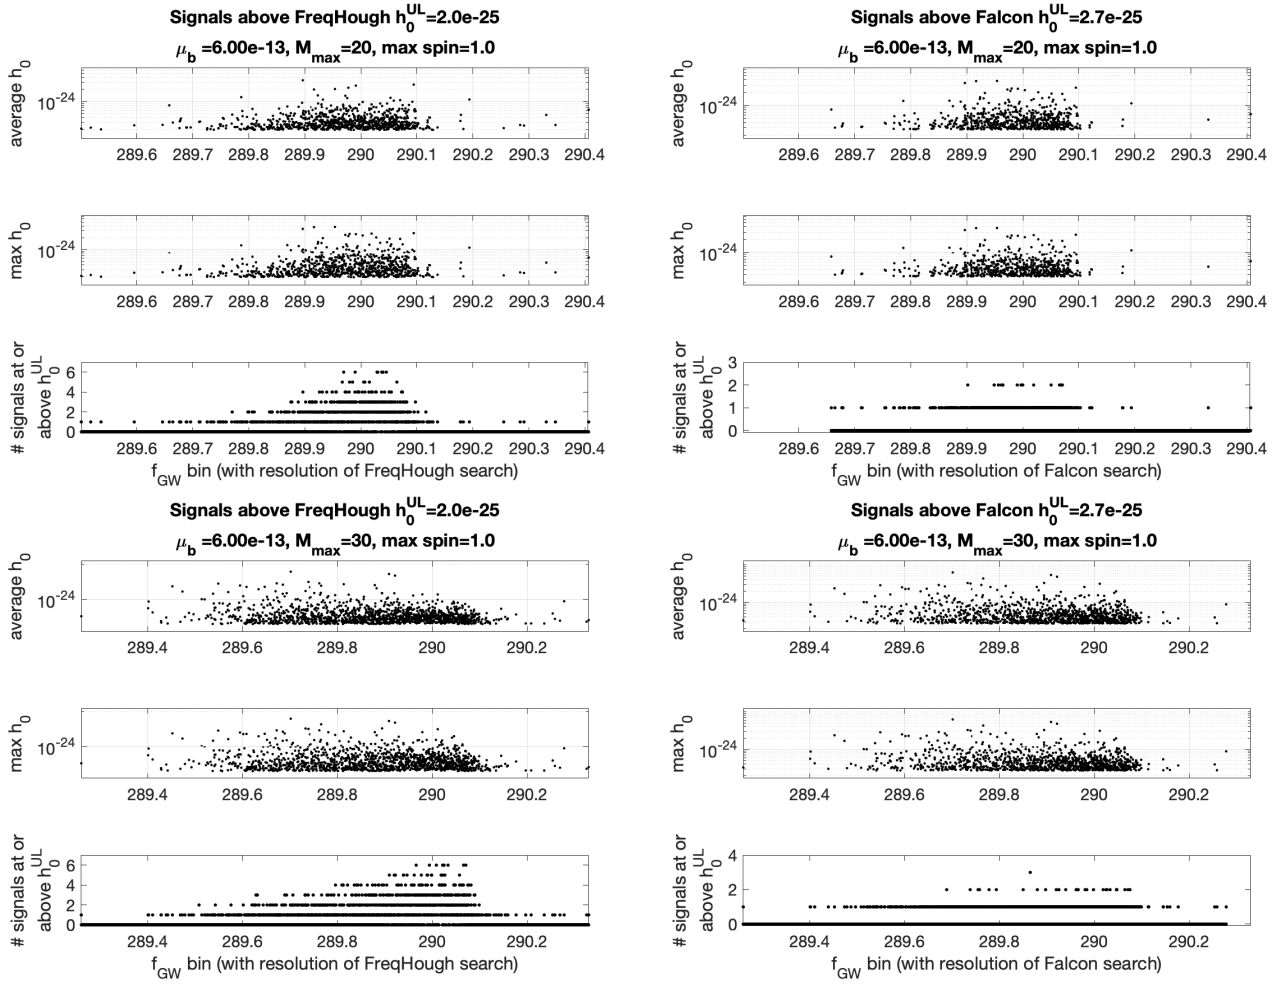 Signals above FreqHough h₀ᵁᴸ=2.0e-25
μ_b =6.00e-13, M_max=20, max spin=1.0
average h₀
10⁻²⁴
289.6 289.7 289.8 289.9 290 290.1 290.2 290.3 290.4
max h₀
10⁻²⁴
289.6 289.7 289.8 289.9 290 290.1 290.2 290.3 290.4
# signals at or
above h₀ᵁᴸ
6
4
2
0
289.6 289.7 289.8 289.9 290 290.1 290.2 290.3 290.4
f_GW bin (with resolution of FreqHough search)
Signals above Falcon h₀ᵁᴸ=2.7e-25
μ_b =6.00e-13, M_max=20, max spin=1.0
average h₀
10⁻²⁴
289.6 289.7 289.8 289.9 290 290.1 290.2 290.3 290.4
max h₀
10⁻²⁴
289.6 289.7 289.8 289.9 290 290.1 290.2 290.3 290.4
# signals at or
above h₀ᵁᴸ
3
2
1
0
289.6 289.7 289.8 289.9 290 290.1 290.2 290.3 290.4
f_GW bin (with resolution of Falcon search)
Signals above FreqHough h₀ᵁᴸ=2.0e-25
μ_b =6.00e-13, M_max=30, max spin=1.0
average h₀
10⁻²⁴
289.4 289.6 289.8 290 290.2
max h₀
10⁻²⁴
289.4 289.6 289.8 290 290.2
# signals at or
above h₀ᵁᴸ
6
4
2
0
289.4 289.6 289.8 290 290.2
f_GW bin (with resolution of FreqHough search)
Signals above Falcon h₀ᵁᴸ=2.7e-25
μ_b =6.00e-13, M_max=30, max spin=1.0
average h₀
10⁻²⁴
289.4 289.6 289.8 290 290.2
max h₀
10⁻²⁴
289.4 289.6 289.8 290 290.2
# signals at or
above h₀ᵁᴸ
4
2
0
289.4 289.6 289.8 290 290.2
f_GW bin (with resolution of Falcon search)